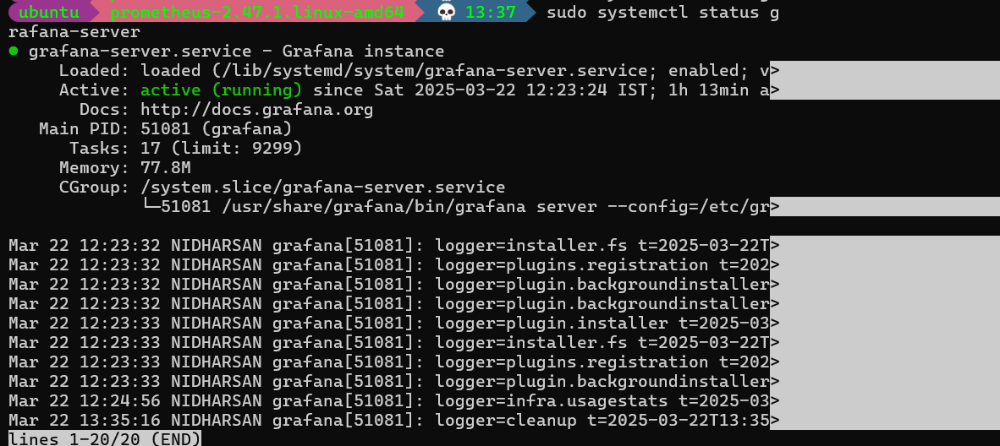 ubuntu prometheus-2.47.1.linux-amd64 💀 13:37 sudo systemctl status g
rafana-server
● grafana-server.service - Grafana instance
     Loaded: loaded (/lib/systemd/system/grafana-server.service; enabled; v>
     Active: active (running) since Sat 2025-03-22 12:23:24 IST; 1h 13min a>
       Docs: http://docs.grafana.org
   Main PID: 51081 (grafana)
      Tasks: 17 (limit: 9299)
     Memory: 77.8M
     CGroup: /system.slice/grafana-server.service
             └─51081 /usr/share/grafana/bin/grafana server --config=/etc/gr>
Mar 22 12:23:32 NIDHARSAN grafana[51081]: logger=installer.fs t=2025-03-22T>
Mar 22 12:23:32 NIDHARSAN grafana[51081]: logger=plugins.registration t=202>
Mar 22 12:23:32 NIDHARSAN grafana[51081]: logger=plugin.backgroundinstaller>
Mar 22 12:23:32 NIDHARSAN grafana[51081]: logger=plugin.backgroundinstaller>
Mar 22 12:23:33 NIDHARSAN grafana[51081]: logger=plugin.installer t=2025-03>
Mar 22 12:23:33 NIDHARSAN grafana[51081]: logger=installer.fs t=2025-03-22T>
Mar 22 12:23:33 NIDHARSAN grafana[51081]: logger=plugins.registration t=202>
Mar 22 12:23:33 NIDHARSAN grafana[51081]: logger=plugin.backgroundinstaller>
Mar 22 12:24:56 NIDHARSAN grafana[51081]: logger=infra.usagestats t=2025-03>
Mar 22 13:35:16 NIDHARSAN grafana[51081]: logger=cleanup t=2025-03-22T13:35>
lines 1-20/20 (END)